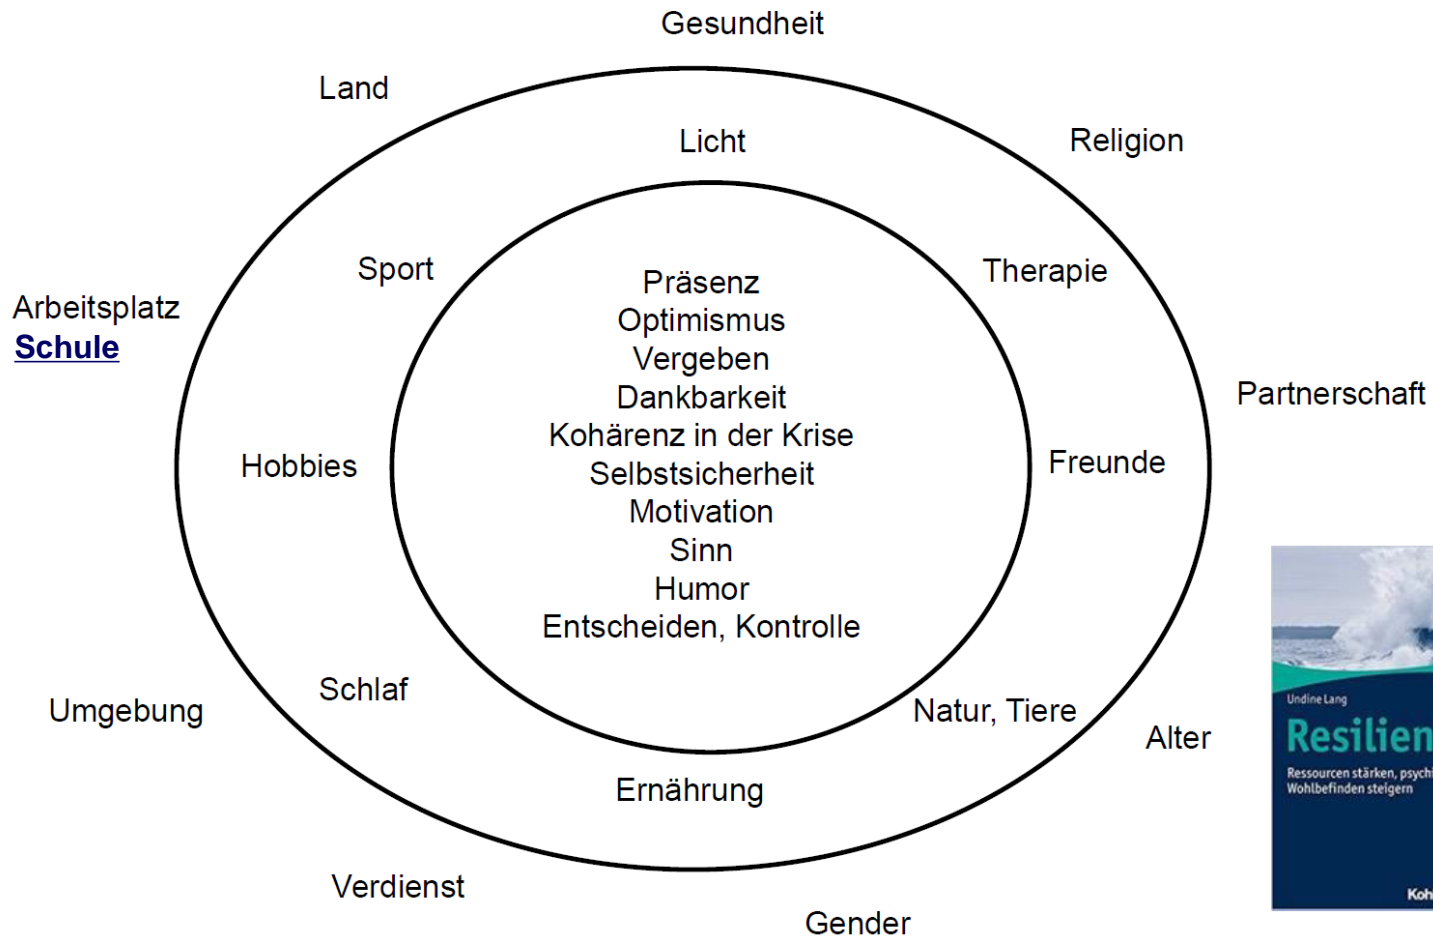 Gesundheit
Land
Religion
Licht
Sport
Therapie
Arbeitsplatz
Schule
Präsenz
Optimismus
Vergeben
Dankbarkeit
Kohärenz in der Krise
Selbstsicherheit
Motivation
Sinn
Humor
Entscheiden, Kontrolle
Partnerschaft
Hobbies
Freunde
Schlaf
Natur, Tiere
Umgebung
Alter
Ernährung
Verdienst
Gender
Undine Lang
Resilien
Ressourcen stärken, psychi
Wohlbefinden steigern
Koh